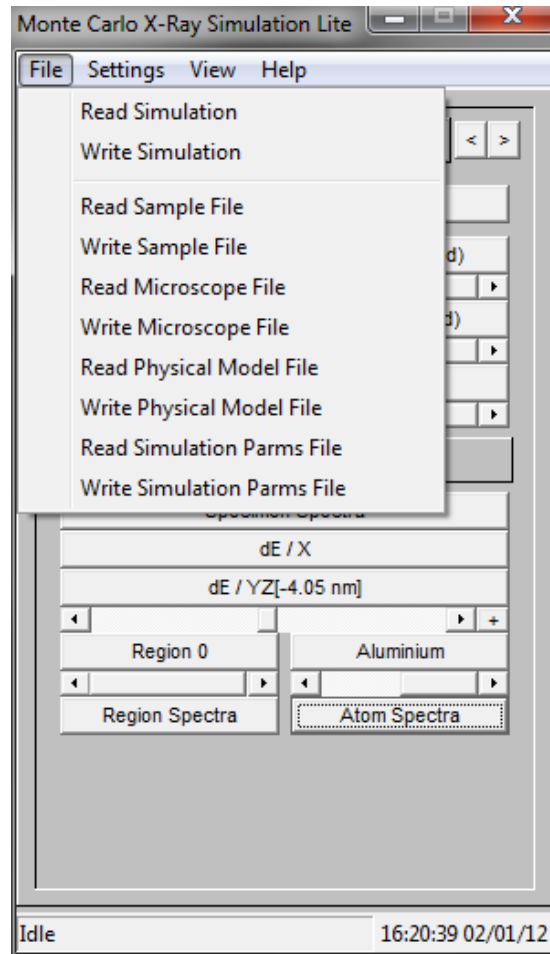 Monte Carlo X-Ray Simulation Lite
File Settings View Help
Read Simulation
Write Simulation
< >
Read Sample File
Write Sample File
d)
Read Microscope File
Write Microscope File
d)
Read Physical Model File
Write Physical Model File
Read Simulation Parms File
Write Simulation Parms File
Specimen Spectra
dE / X
dE / YZ[-4.05 nm]
+
Region 0 Aluminium
Region Spectra Atom Spectra
Idle 16:20:39 02/01/12